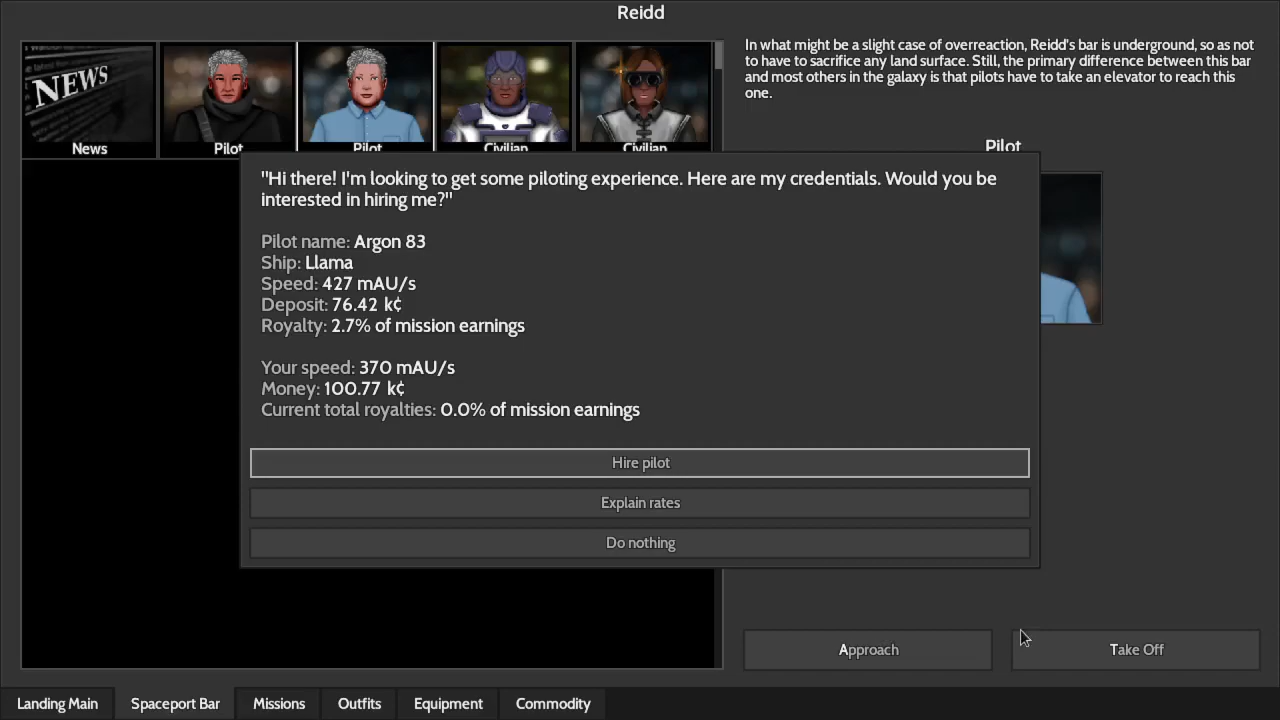 Reidd
NEWS
News
Pilot
Pilot
Civilian
Civilian
In what might be a slight case of overreaction, Reidd's bar is underground, so as not
to have to sacrifice any land surface. Still, the primary difference between this bar
and most others in the galaxy is that pilots have to take an elevator to reach this
one.
Pilot
"Hi there! I'm looking to get some piloting experience. Here are my credentials. Would you be
interested in hiring me?"
Pilot name: Argon 83
Ship: Llama
Speed: 427 mAU/s
Deposit: 76.42 k¢
Royalty: 2.7% of mission earnings
Your speed: 370 mAU/s
Money: 100.77 k¢
Current total royalties: 0.0% of mission earnings
Hire pilot
Explain rates
Do nothing
Approach
Take Off
Landing Main
Spaceport Bar
Missions
Outfits
Equipment
Commodity